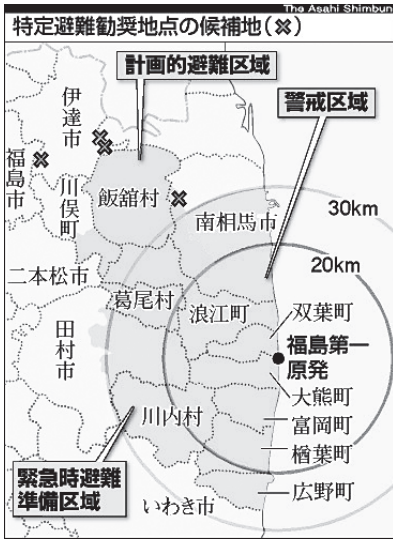 The Asahi Shimbun
特定避難勧奨地点の候補地(✖)
計画的避難区域
伊達市
警戒区域
福島市
川俣町
飯舘村
南相馬市
30km
20km
二本松市
葛尾村
浪江町
双葉町
田村市
福島第一
原発
大熊町
川内村
富岡町
楢葉町
緊急時避難
準備区域
いわき市
広野町